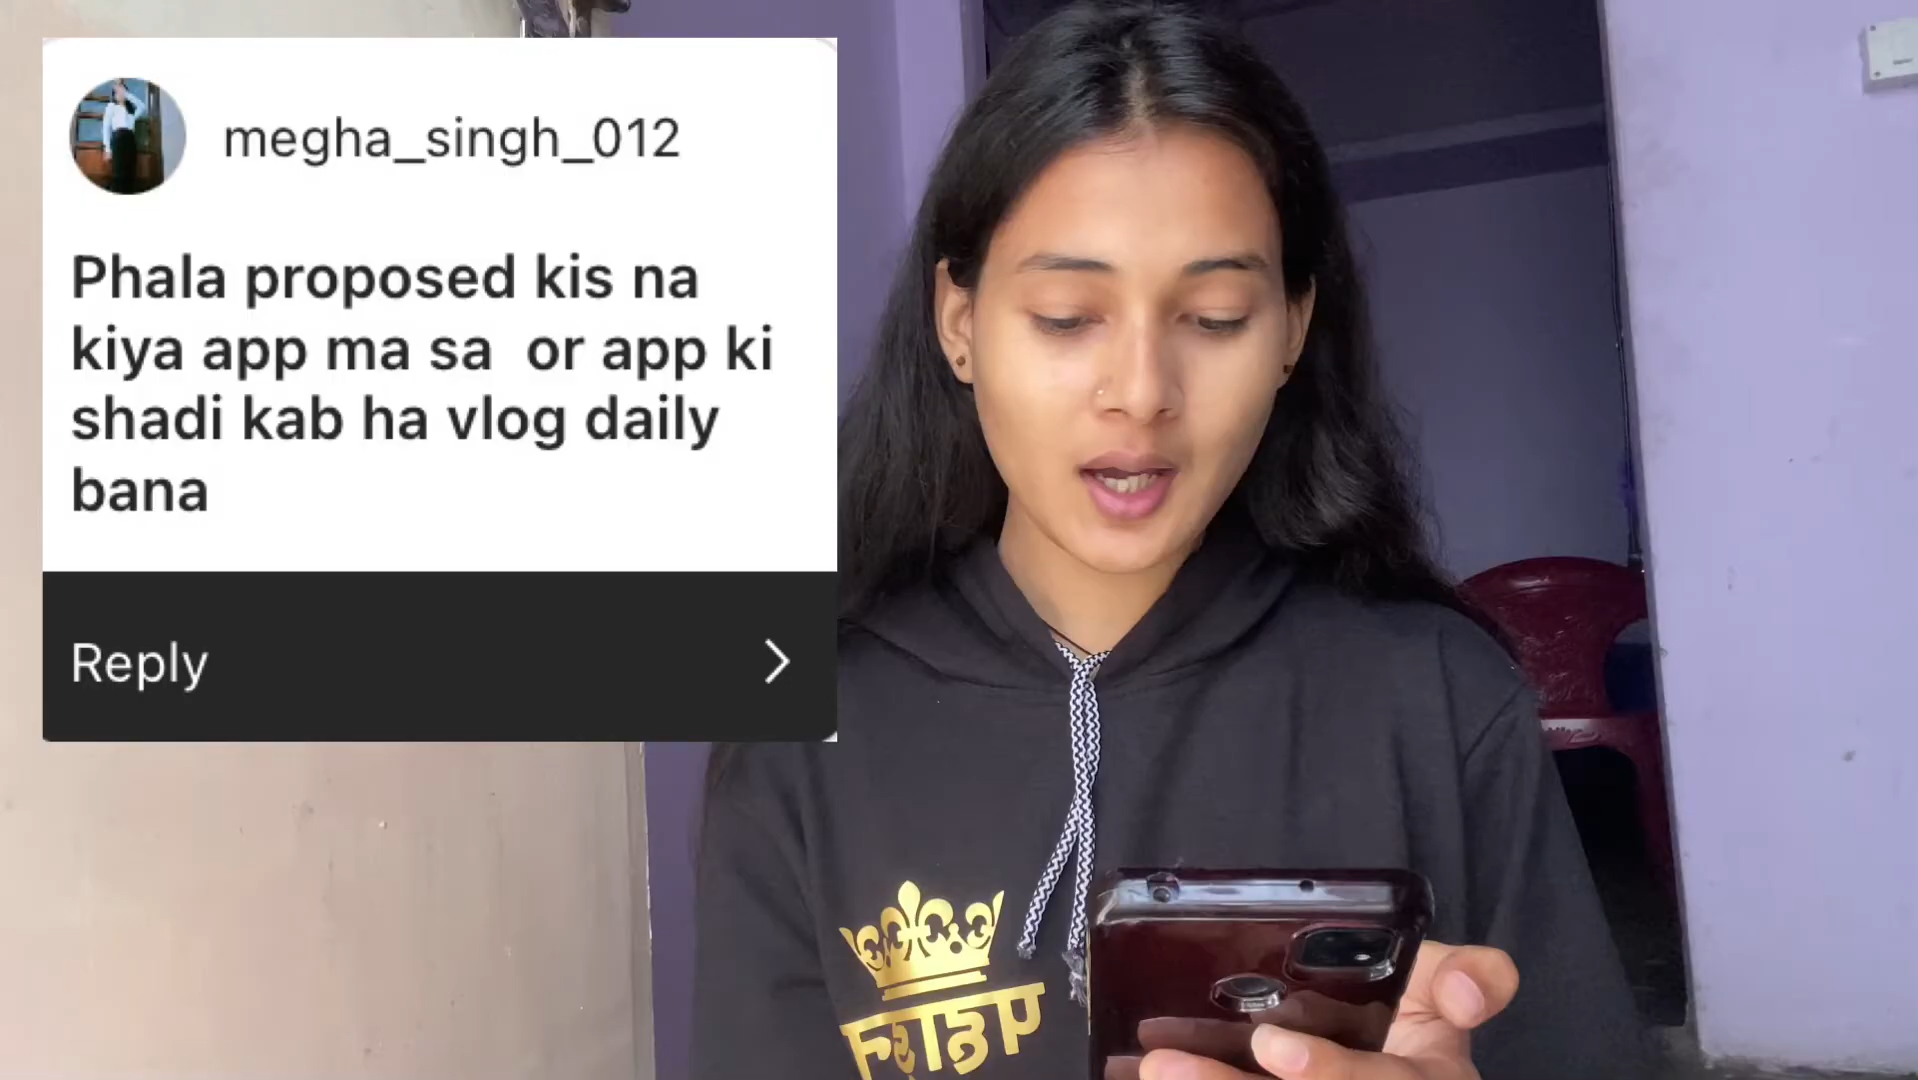 megha_singh_012
Phala proposed kis na
kiya app ma sa or app ki
shadi kab ha vlog daily
bana
Reply